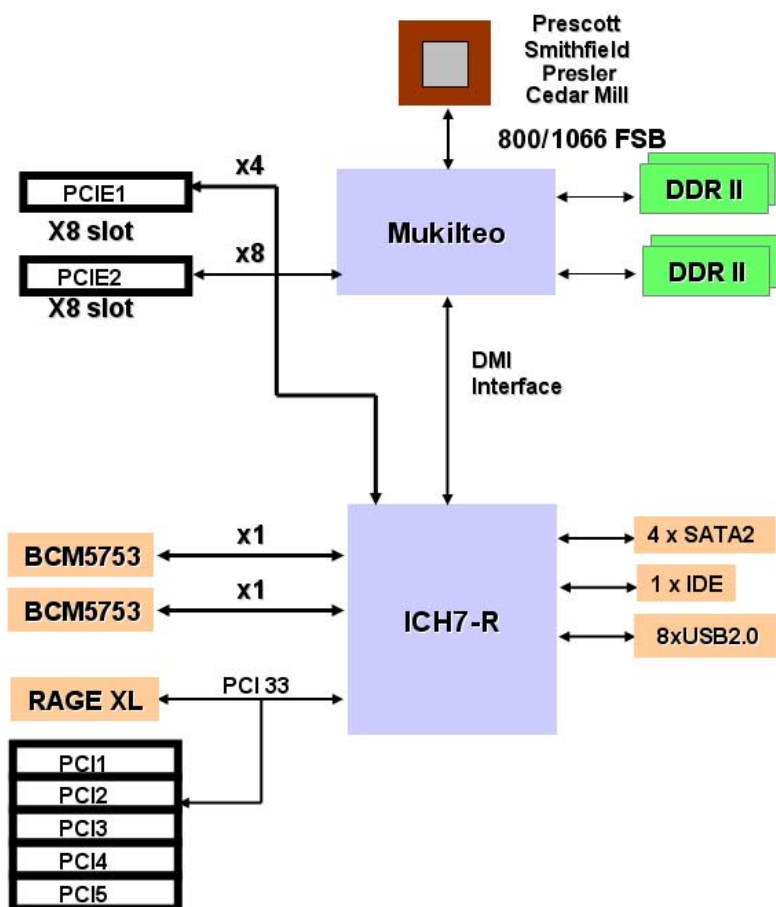 Prescott
Smithfield
Presler
Cedar Mill
800/1066 FSB
x4
PCIE1
X8 slot
x8
PCIE2
X8 slot
Mukilteo
DDR II
DDR II
DMI
Interface
x1
BCM5753
x1
BCM5753
ICH7-R
4 x SATA2
1 x IDE
8xUSB2.0
RAGE XL
PCI 33
PCI1
PCI2
PCI3
PCI4
PCI5